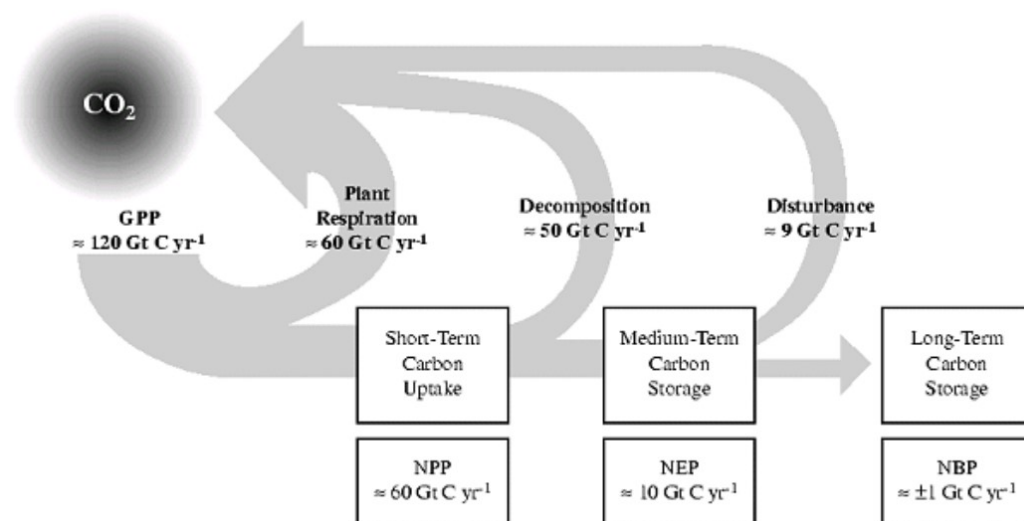 CO₂
GPP
≈ 120 Gt C yr⁻¹
Plant
Respiration
≈ 60 Gt C yr⁻¹
Decomposition
≈ 50 Gt C yr⁻¹
Disturbance
≈ 9 Gt C yr⁻¹
Short-Term
Carbon
Uptake
Medium-Term
Carbon
Storage
Long-Term
Carbon
Storage
NPP
≈ 60 Gt C yr⁻¹
NEP
≈ 10 Gt C yr⁻¹
NBP
≈ ±1 Gt C yr⁻¹